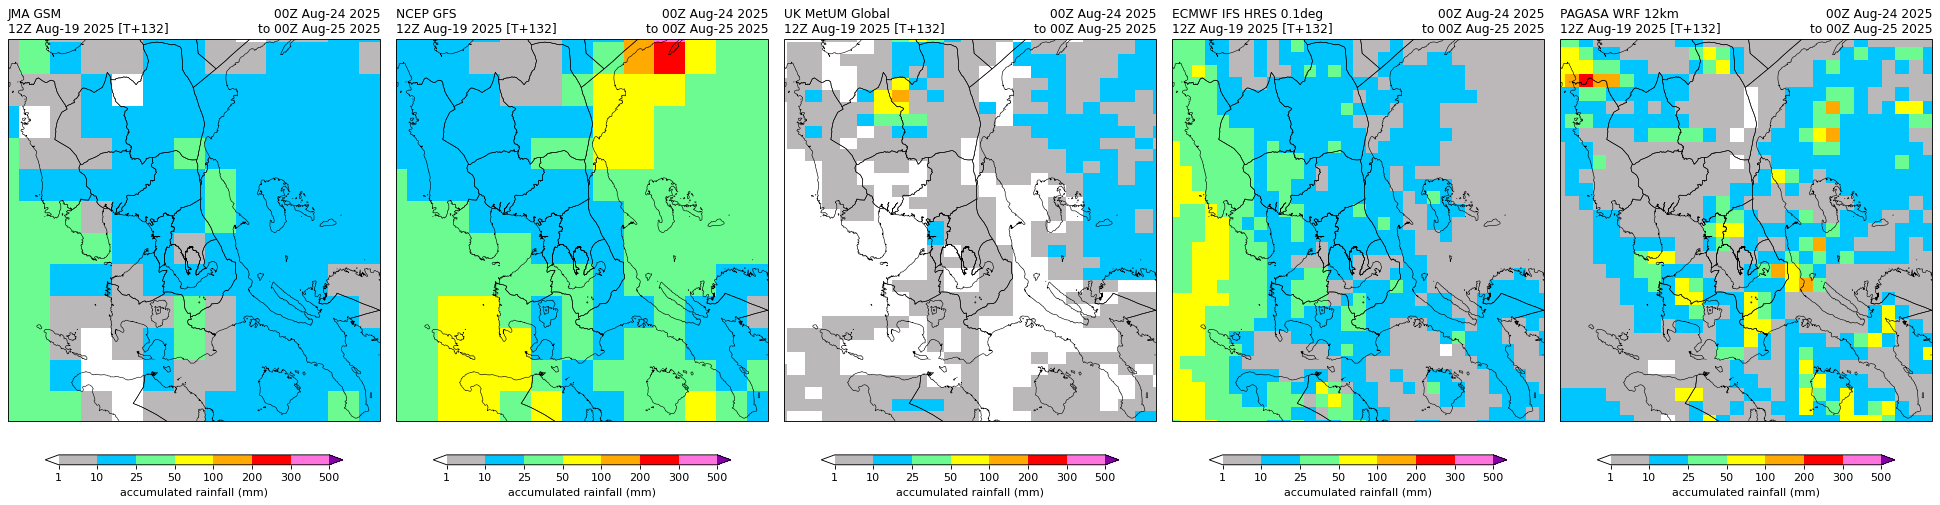 JMA GSM 00Z Aug-24 2025
12Z Aug-19 2025 [T+132] to 00Z Aug-25 2025
1 10 25 50 100 200 300 500
accumulated rainfall (mm)
NCEP GFS 00Z Aug-24 2025
12Z Aug-19 2025 [T+132] to 00Z Aug-25 2025
1 10 25 50 100 200 300 500
accumulated rainfall (mm)
UK MetUM Global 00Z Aug-24 2025
12Z Aug-19 2025 [T+132] to 00Z Aug-25 2025
1 10 25 50 100 200 300 500
accumulated rainfall (mm)
ECMWF IFS HRES 0.1deg 00Z Aug-24 2025
12Z Aug-19 2025 [T+132] to 00Z Aug-25 2025
1 10 25 50 100 200 300 500
accumulated rainfall (mm)
PAGASA WRF 12km 00Z Aug-24 2025
12Z Aug-19 2025 [T+132] to 00Z Aug-25 2025
1 10 25 50 100 200 300 500
accumulated rainfall (mm)